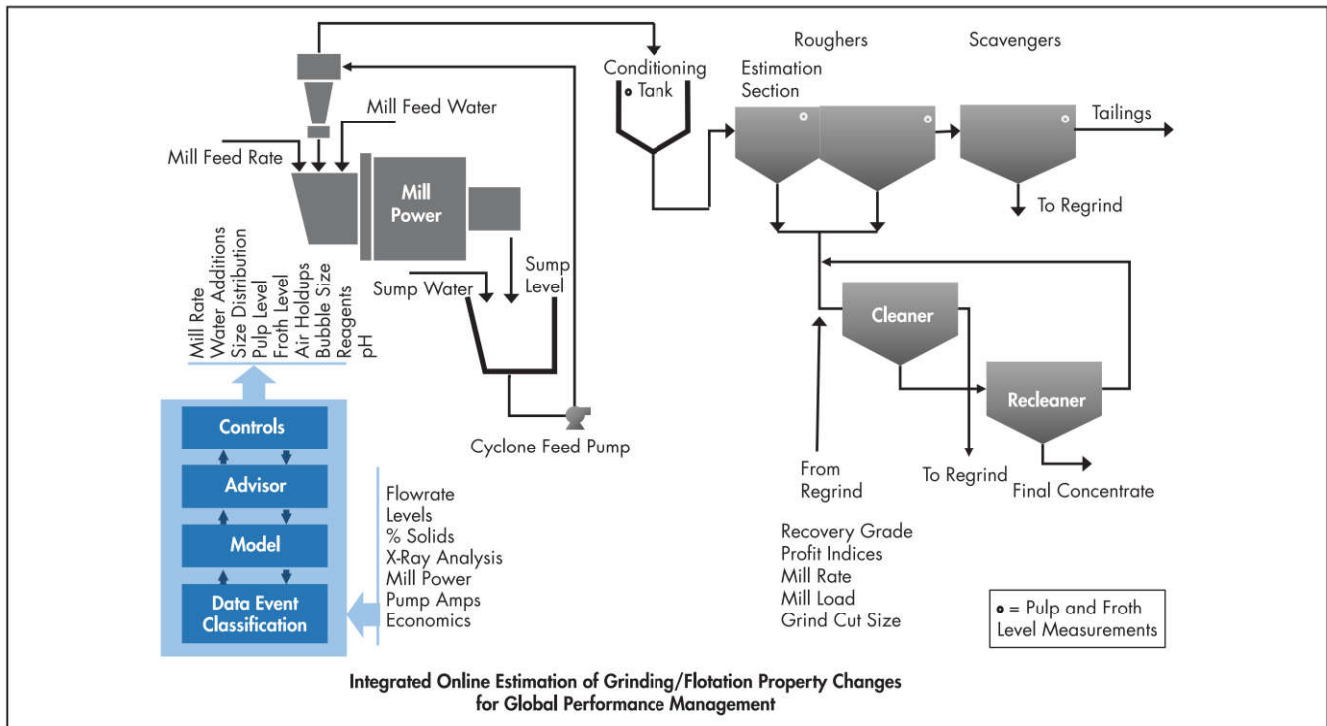 Roughers
Scavengers
Conditioning
Tank
Estimation
Section
Mill Feed Water
Tailings
Mill Feed Rate
Mill
Power
To Regrind
Sump Water
Sump
Level
Mill Rate
Water Additions
Size Distribution
Pulp Level
Froth Level
Air Holdups
Bubble Size
Reagents
pH
Cleaner
Recleaner
Controls
Cyclone Feed Pump
From
Regrind
To Regrind
Final Concentrate
Advisor
Flowrate
Levels
% Solids
X-Ray Analysis
Mill Power
Pump Amps
Economics
Model
Data Event
Classification
Recovery Grade
Profit Indices
Mill Rate
Mill Load
Grind Cut Size
= Pulp and Froth
Level Measurements
Integrated Online Estimation of Grinding/Flotation Property Changes
for Global Performance Management